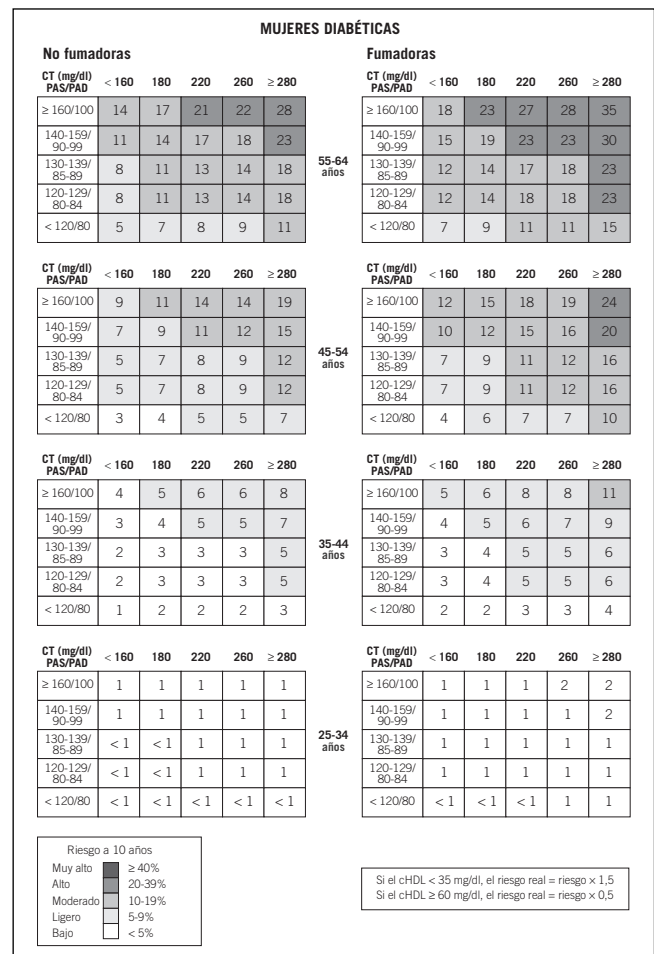 MUJERES DIABÉTICAS
No fumadoras
CT (mg/dl) PAS/PAD < 160 180 220 260 ≥ 280
≥ 160/100 14 17 21 22 28
140-159/90-99 11 14 17 18 23
130-139/85-89 8 11 13 14 18
120-129/80-84 8 11 13 14 18
< 120/80 5 7 8 9 11
55-64 años
Fumadoras
CT (mg/dl) PAS/PAD < 160 180 220 260 ≥ 280
≥ 160/100 18 23 27 28 35
140-159/90-99 15 19 23 23 30
130-139/85-89 12 14 17 18 23
120-129/80-84 12 14 18 18 23
< 120/80 7 9 11 11 15
CT (mg/dl) PAS/PAD < 160 180 220 260 ≥ 280
≥ 160/100 9 11 14 14 19
140-159/90-99 7 9 11 12 15
130-139/85-89 5 7 8 9 12
120-129/80-84 5 7 8 9 12
< 120/80 3 4 5 5 7
45-54 años
CT (mg/dl) PAS/PAD < 160 180 220 260 ≥ 280
≥ 160/100 12 15 18 19 24
140-159/90-99 10 12 15 16 20
130-139/85-89 7 9 11 12 16
120-129/80-84 7 9 11 12 16
< 120/80 4 6 7 7 10
CT (mg/dl) PAS/PAD < 160 180 220 260 ≥ 280
≥ 160/100 4 5 6 6 8
140-159/90-99 3 4 5 5 7
130-139/85-89 2 3 3 3 5
120-129/80-84 2 3 3 3 5
< 120/80 1 2 2 2 3
35-44 años
CT (mg/dl) PAS/PAD < 160 180 220 260 ≥ 280
≥ 160/100 5 6 8 8 11
140-159/90-99 4 5 6 7 9
130-139/85-89 3 4 5 5 6
120-129/80-84 3 4 5 5 6
< 120/80 2 2 3 3 4
CT (mg/dl) PAS/PAD < 160 180 220 260 ≥ 280
≥ 160/100 1 1 1 1 1
140-159/90-99 1 1 1 1 1
130-139/85-89 < 1 < 1 1 1 1
120-129/80-84 < 1 < 1 1 1 1
< 120/80 < 1 < 1 < 1 < 1 < 1
25-34 años
CT (mg/dl) PAS/PAD < 160 180 220 260 ≥ 280
≥ 160/100 1 1 1 2 2
140-159/90-99 1 1 1 1 2
130-139/85-89 1 1 1 1 1
120-129/80-84 1 1 1 1 1
< 120/80 < 1 < 1 < 1 1 1
Riesgo a 10 años
Muy alto ≥ 40%
Alto 20-39%
Moderado 10-19%
Ligero 5-9%
Bajo < 5%
Si el cHDL < 35 mg/dl, el riesgo real = riesgo × 1,5
Si el cHDL ≥ 60 mg/dl, el riesgo real = riesgo × 0,5